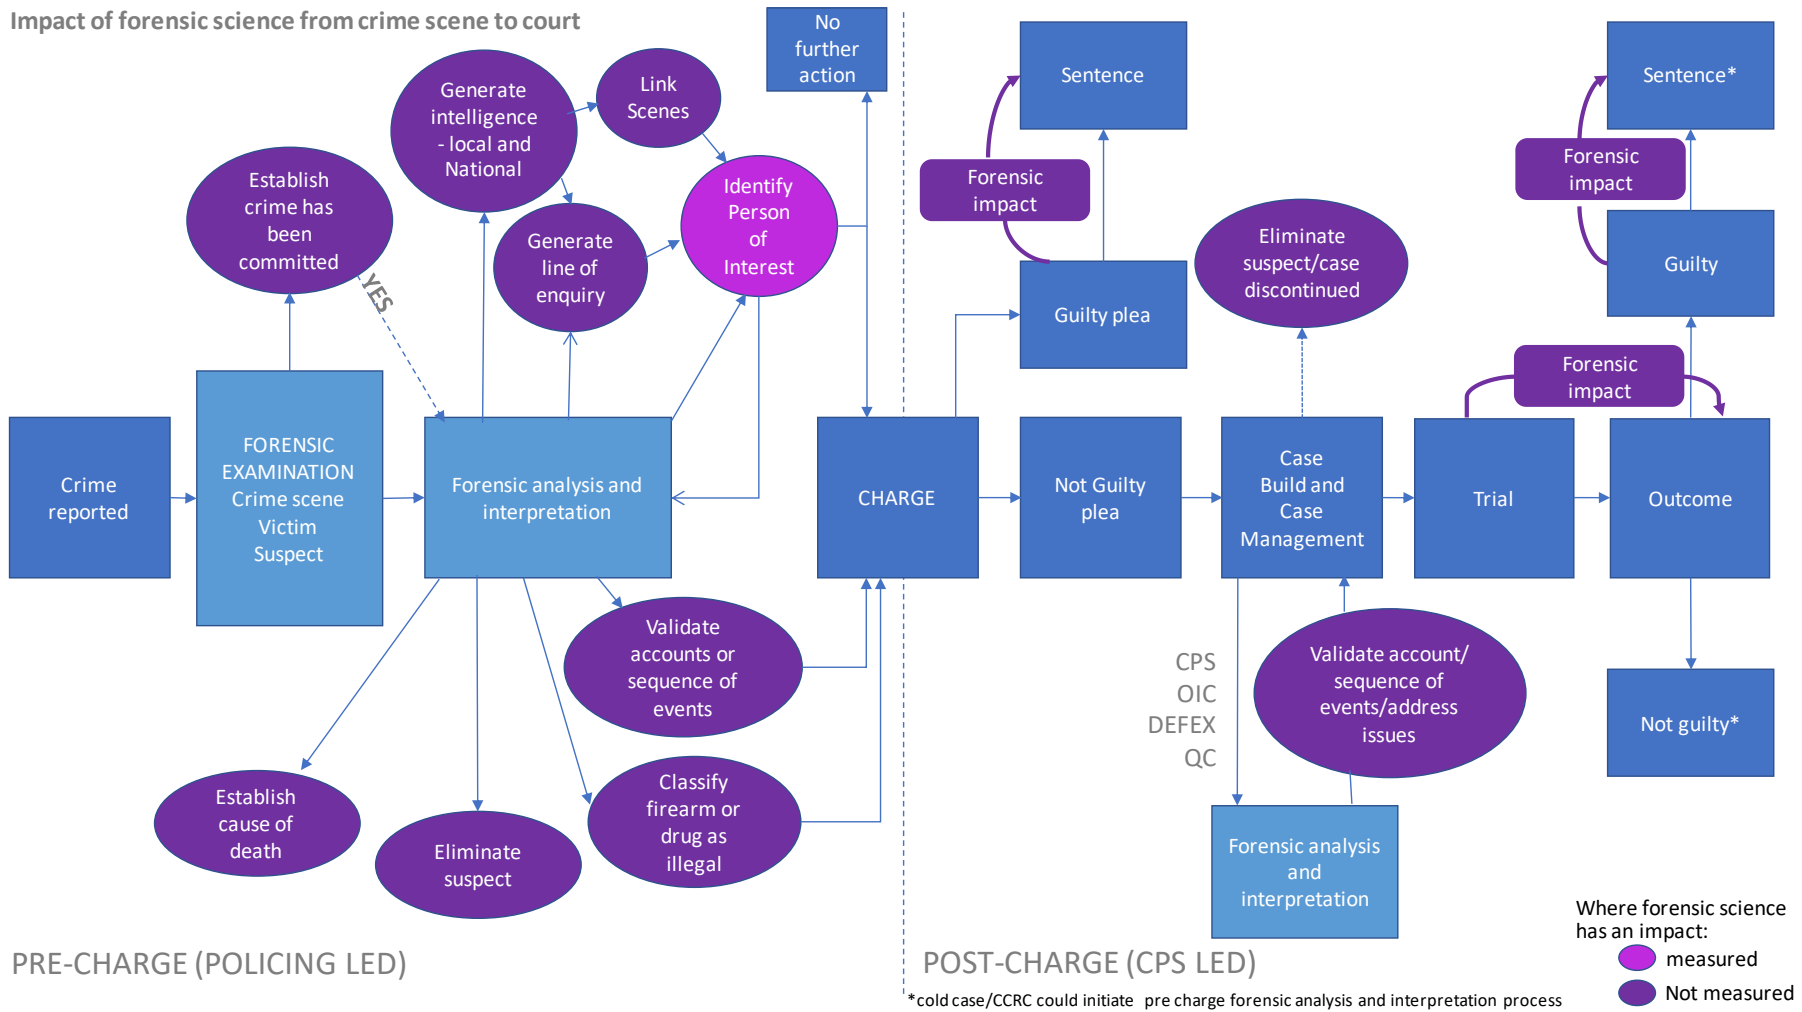 Impact of forensic science from crime scene to court
No
further
action
Generate
intelligence
- local and
National
Link
Scenes
Establish
crime has
been
committed
YES
Generate
line of
enquiry
Identify
Person
of
Interest
Crime
reported
FORENSIC
EXAMINATION
Crime scene
Victim
Suspect
Forensic analysis and
interpretation
Validate
accounts or
sequence of
events
Classify
firearm or
drug as
illegal
Eliminate
suspect
Establish
cause of
death
PRE-CHARGE (POLICING LED)
CHARGE
Sentence
Forensic
impact
Guilty plea
Not Guilty
plea
Eliminate
suspect/case
discontinued
Case
Build and
Case
Management
CPS
OIC
DEFEX
QC
Validate account/
sequence of
events/address
issues
Forensic analysis
and
interpretation
Trial
Forensic
impact
Outcome
Guilty
Forensic
impact
Sentence*
Not guilty*
POST-CHARGE (CPS LED)
*cold case/CCRC could initiate pre charge forensic analysis and interpretation process
Where forensic science
has an impact:
measured
Not measured